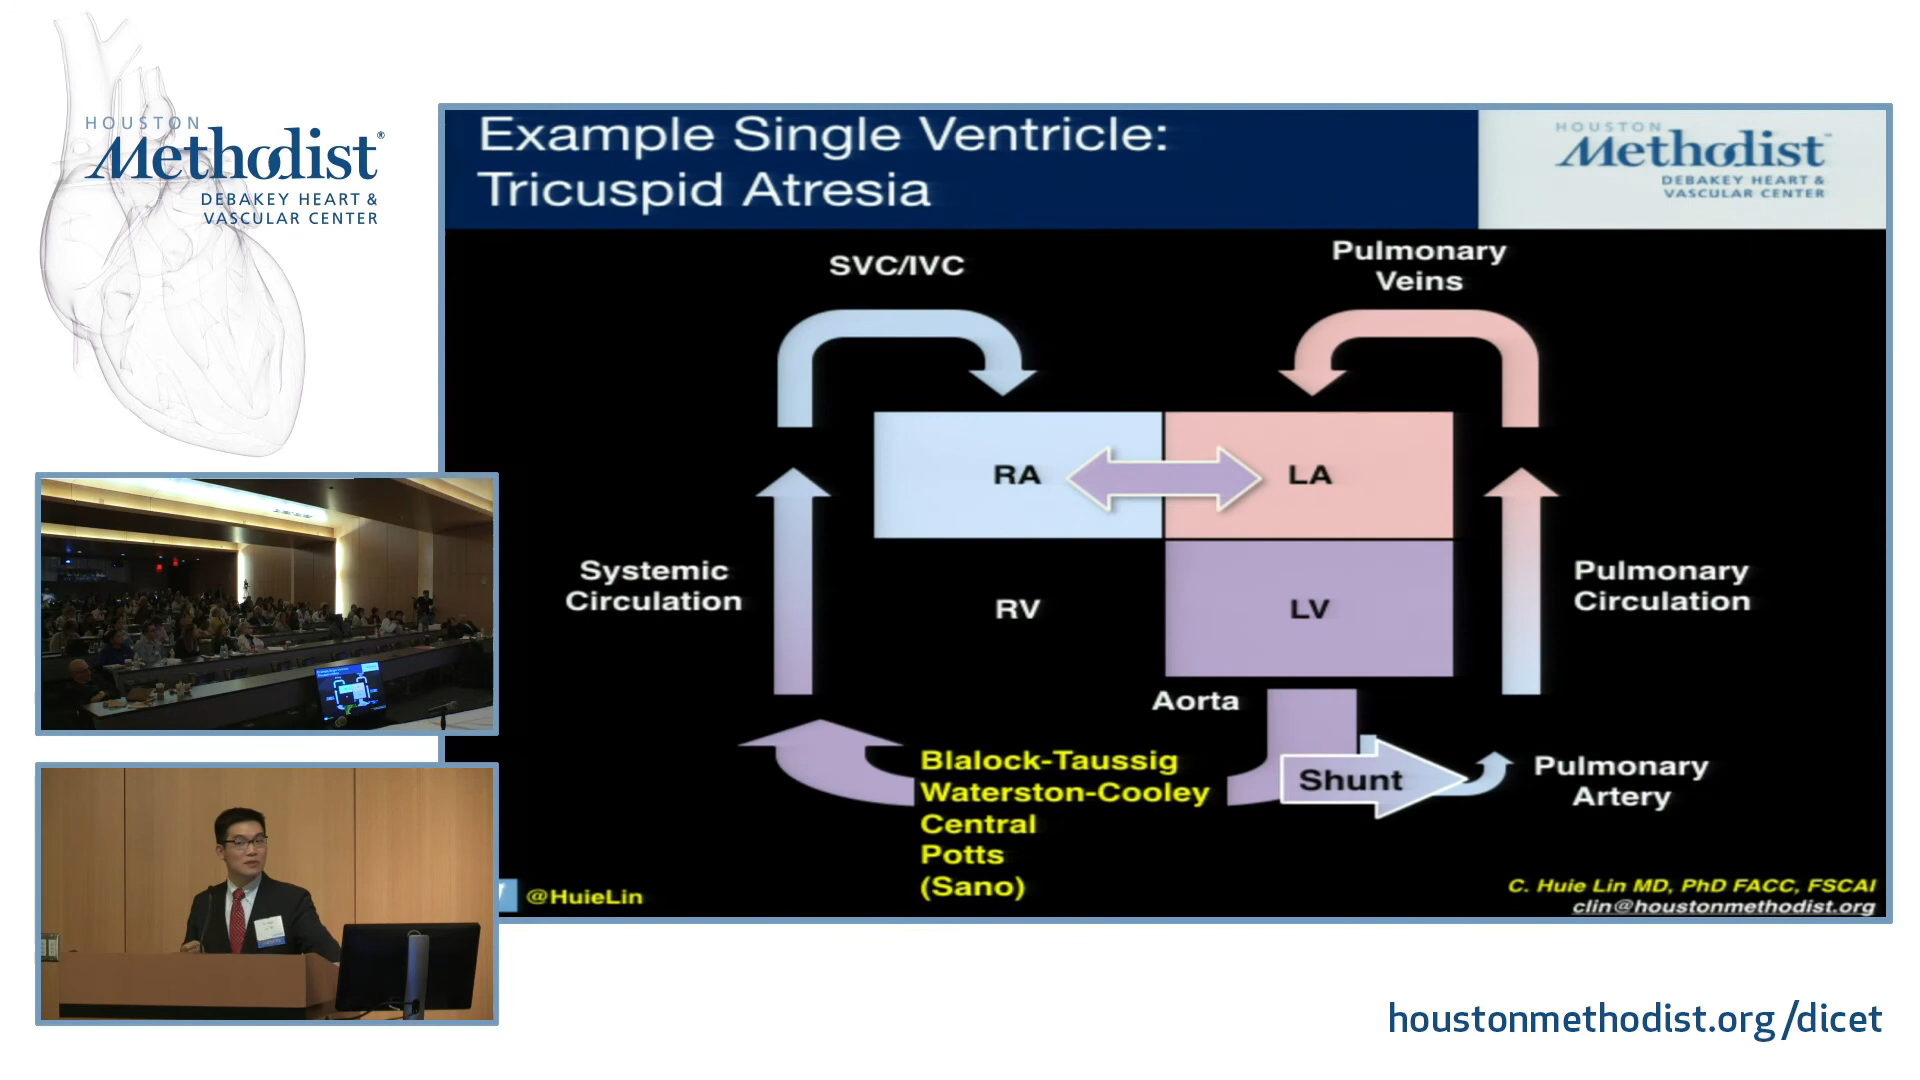 HOUSTON
Methodist®
DEBAKEY HEART &
VASCULAR CENTER
Example Single Ventricle:
Tricuspid Atresia
HOUSTON
Methodist
DEBAKEY HEART &
VASCULAR CENTER
SVC/IVC
Pulmonary
Veins
RA
LA
Systemic
Circulation
RV
LV
Pulmonary
Circulation
Aorta
Blalock-Taussig
Waterston-Cooley
Central
Potts
(Sano)
Shunt
Pulmonary
Artery
@HuieLin
C. Huie Lin MD, PhD FACC, FSCAI
clin@houstonmethodist.org
houstonmethodist.org/dicet